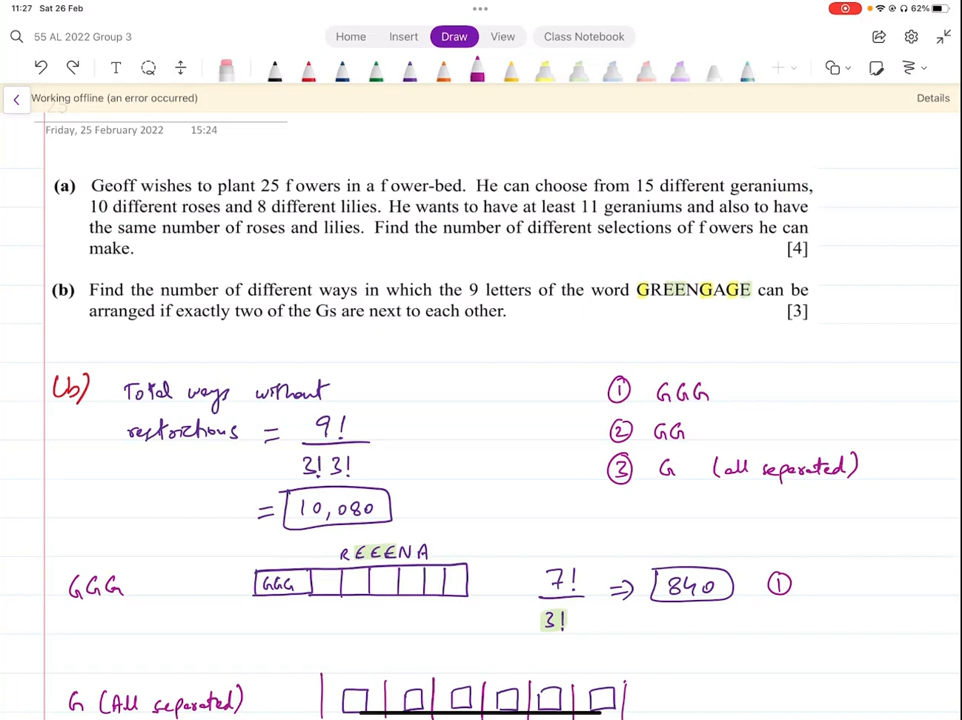 11:27 Sat 26 Feb
62%
55 AL 2022 Group 3
Home Insert Draw View Class Notebook
Working offline (an error occurred) Details
Friday, 25 February 2022 15:24
(a) Geoff wishes to plant 25 f owers in a f ower-bed. He can choose from 15 different geraniums,
10 different roses and 8 different lilies. He wants to have at least 11 geraniums and also to have
the same number of roses and lilies. Find the number of different selections of f owers he can
make. [4]
(b) Find the number of different ways in which the 9 letters of the word GREENGAGE can be
arranged if exactly two of the Gs are next to each other. [3]
(b) Total ways without
restrictions = 9!
3! 3!
= 10,080
① GGG
② GG
③ G (all separated)
REEENA
GGG GGG 7!/3! ⇒ 840 ①
G (All separated)